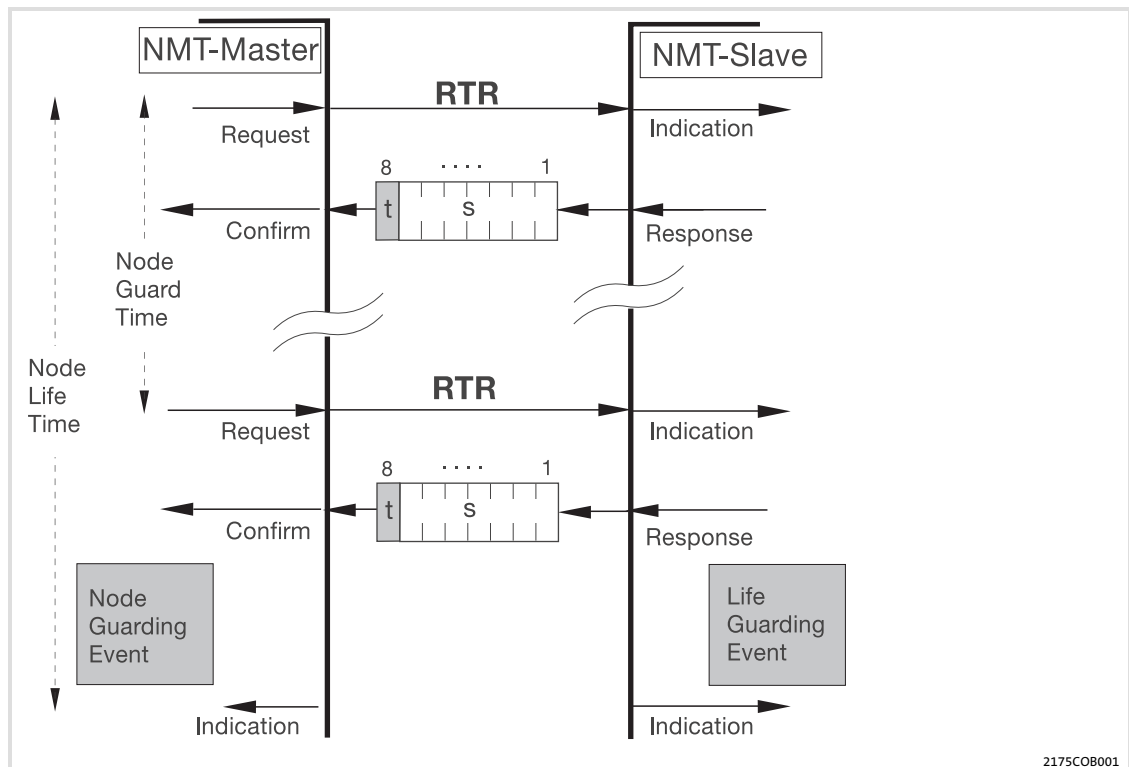 NMT-Master
NMT-Slave
RTR
Request
Indication
8 .... 1
t s
Confirm
Response
Node
Guard
Time
Node
Life
Time
RTR
Request
Indication
8 .... 1
t s
Confirm
Response
Node
Guarding
Event
Life
Guarding
Event
Indication
Indication
2175COB001